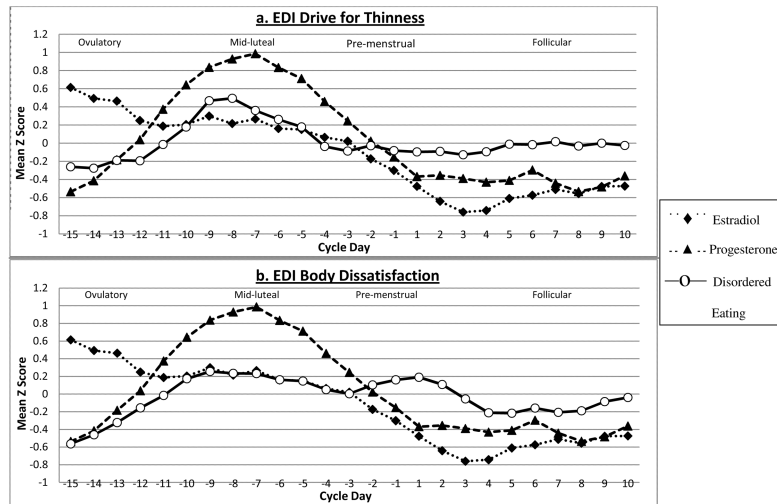 a. EDI Drive for Thinness
Ovulatory Mid-luteal Pre-menstrual Follicular
1.2
1
0.8
0.6
0.4
0.2
0
-0.2
-0.4
-0.6
-0.8
-1
Mean Z Score
-15 -14 -13 -12 -11 -10 -9 -8 -7 -6 -5 -4 -3 -2 -1 1 2 3 4 5 6 7 8 9 10
Cycle Day
b. EDI Body Dissatisfaction
Ovulatory Mid-luteal Pre-menstrual Follicular
1.2
1
0.8
0.6
0.4
0.2
0
-0.2
-0.4
-0.6
-0.8
-1
Mean Z Score
-15 -14 -13 -12 -11 -10 -9 -8 -7 -6 -5 -4 -3 -2 -1 1 2 3 4 5 6 7 8 9 10
Cycle Day
Estradiol
Progesterone
Disordered
Eating